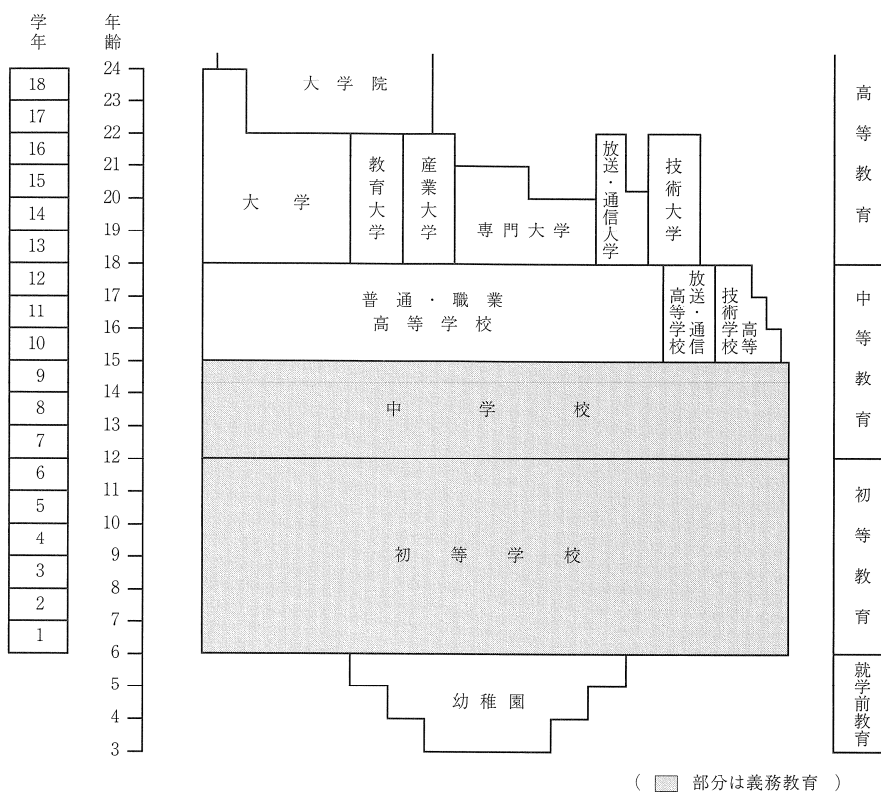 学年
年齢
18
17
16
15
14
13
12
11
10
9
8
7
6
5
4
3
2
1
24
23
22
21
20
19
18
17
16
15
14
13
12
11
10
9
8
7
6
5
4
3
大学院
大学
教育大学
産業大学
専門大学
放送・通信人学
技術大学
普通・職業
高等学校
放送・通信
高等学校
高等
技術学校
中学校
初等学校
幼稚園
高等教育
中等教育
初等教育
就学前教育
( 部分は義務教育 )